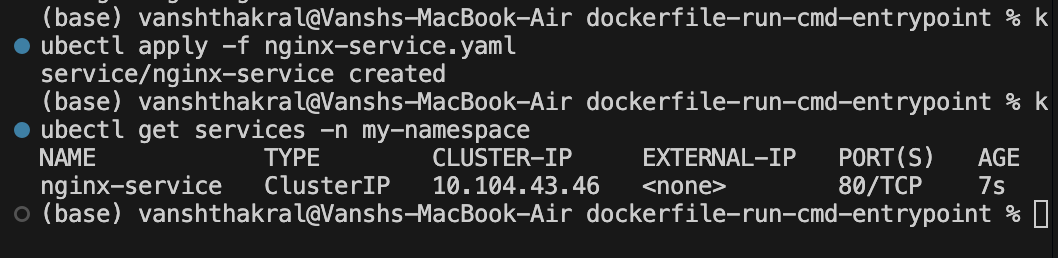 (base) vanshthakral@Vanshs-MacBook-Air dockerfile-run-cmd-entrypoint % k
ubectl apply -f nginx-service.yaml
service/nginx-service created
(base) vanshthakral@Vanshs-MacBook-Air dockerfile-run-cmd-entrypoint % k
ubectl get services -n my-namespace
NAME TYPE CLUSTER-IP EXTERNAL-IP PORT(S) AGE
nginx-service ClusterIP 10.104.43.46 <none> 80/TCP 7s
(base) vanshthakral@Vanshs-MacBook-Air dockerfile-run-cmd-entrypoint %